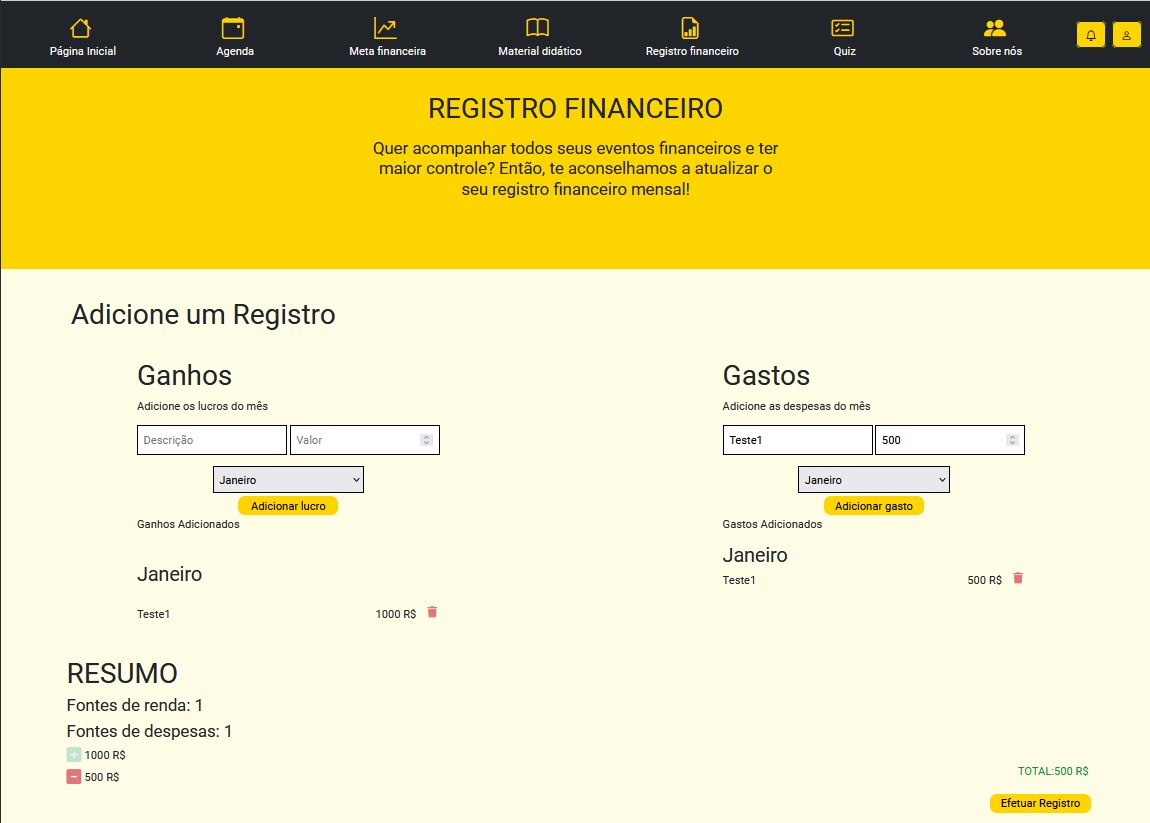 Página Inicial
Agenda
Meta financeira
Material didático
Registro financeiro
Quiz
Sobre nós
REGISTRO FINANCEIRO
Quer acompanhar todos seus eventos financeiros e ter
maior controle? Então, te aconselhamos a atualizar o
seu registro financeiro mensal!
Adicione um Registro
Ganhos
Adicione os lucros do mês
Descrição
Valor
Janeiro
Adicionar lucro
Ganhos Adicionados
Janeiro
Teste1 1000 R$
Gastos
Adicione as despesas do mês
Teste1
500
Janeiro
Adicionar gasto
Gastos Adicionados
Janeiro
Teste1 500 R$
RESUMO
Fontes de renda: 1
Fontes de despesas: 1
1000 R$
500 R$
TOTAL:500 R$
Efetuar Registro